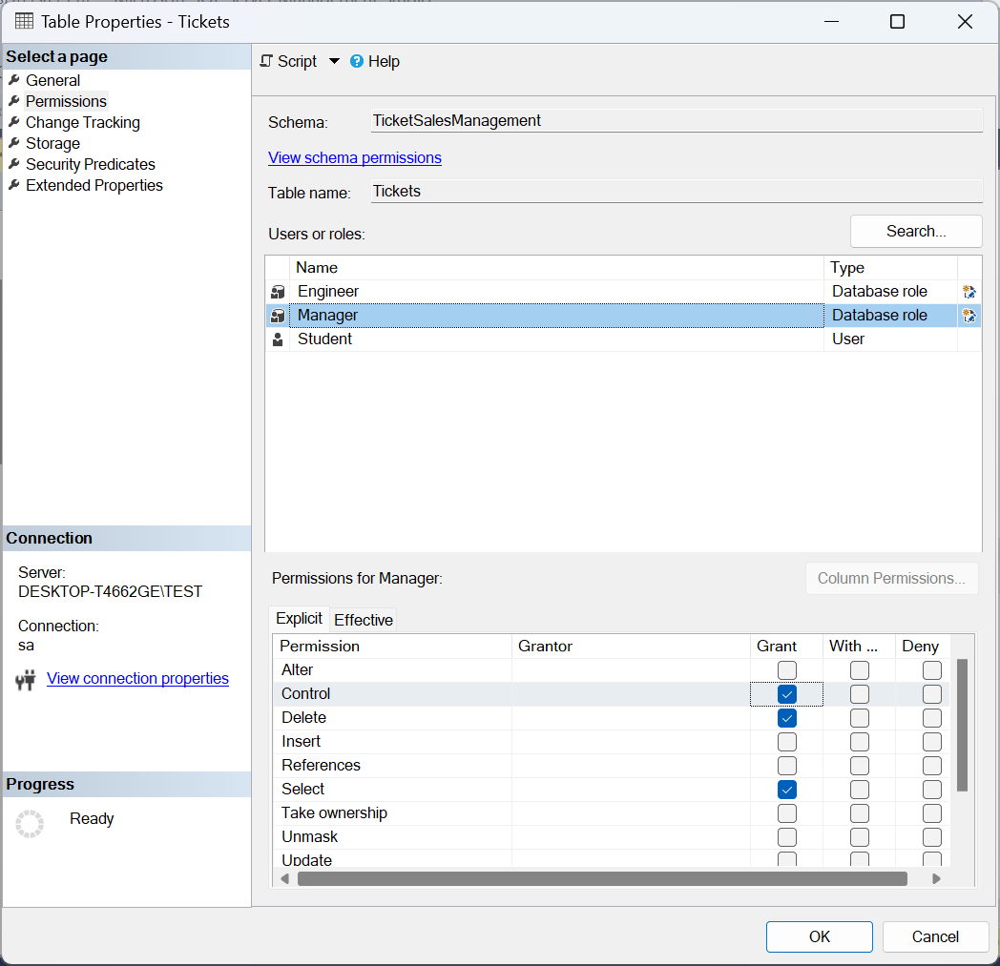 Table Properties - Tickets
Select a page
General
Permissions
Change Tracking
Storage
Security Predicates
Extended Properties
Script
Help
Schema: TicketSalesManagement
View schema permissions
Table name: Tickets
Users or roles:
Search...
Name Type
Engineer Database role
Manager Database role
Student User
Connection
Server:
DESKTOP-T4662GE\TEST
Connection:
sa
View connection properties
Progress
Ready
Permissions for Manager:
Column Permissions...
Explicit Effective
Permission Grantor Grant With ... Deny
Alter
Control
Delete
Insert
References
Select
Take ownership
Unmask
Update
OK Cancel